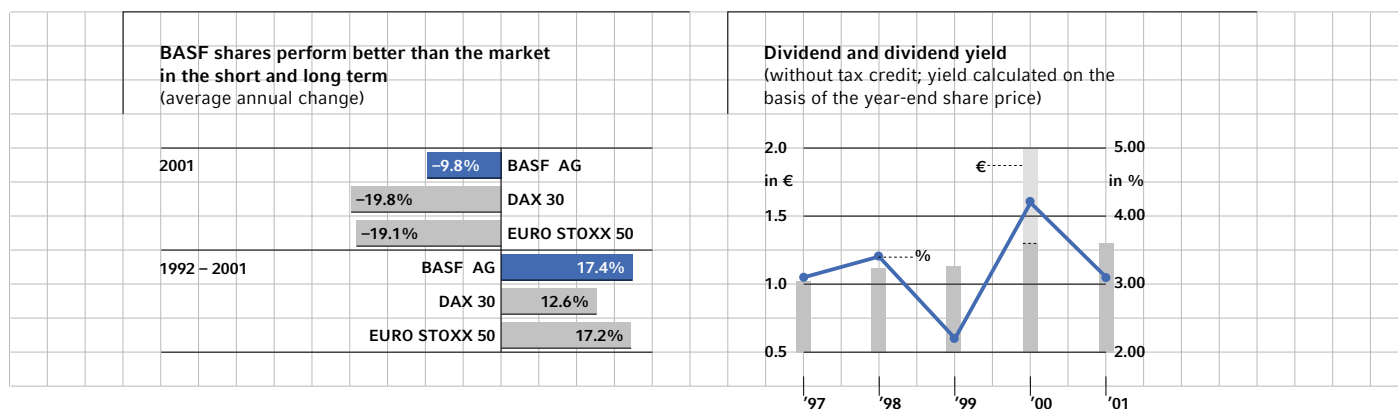 BASF shares perform better than the market
in the short and long term
(average annual change)
2001
–9.8%
BASF AG
–19.8%
DAX 30
–19.1%
EURO STOXX 50
1992 – 2001
BASF AG
17.4%
DAX 30
12.6%
EURO STOXX 50
17.2%
Dividend and dividend yield
(without tax credit; yield calculated on the
basis of the year-end share price)
2.0
5.00
€
in €
in %
1.5
4.00
%
1.0
3.00
0.5
2.00
’97
’98
’99
’00
’01